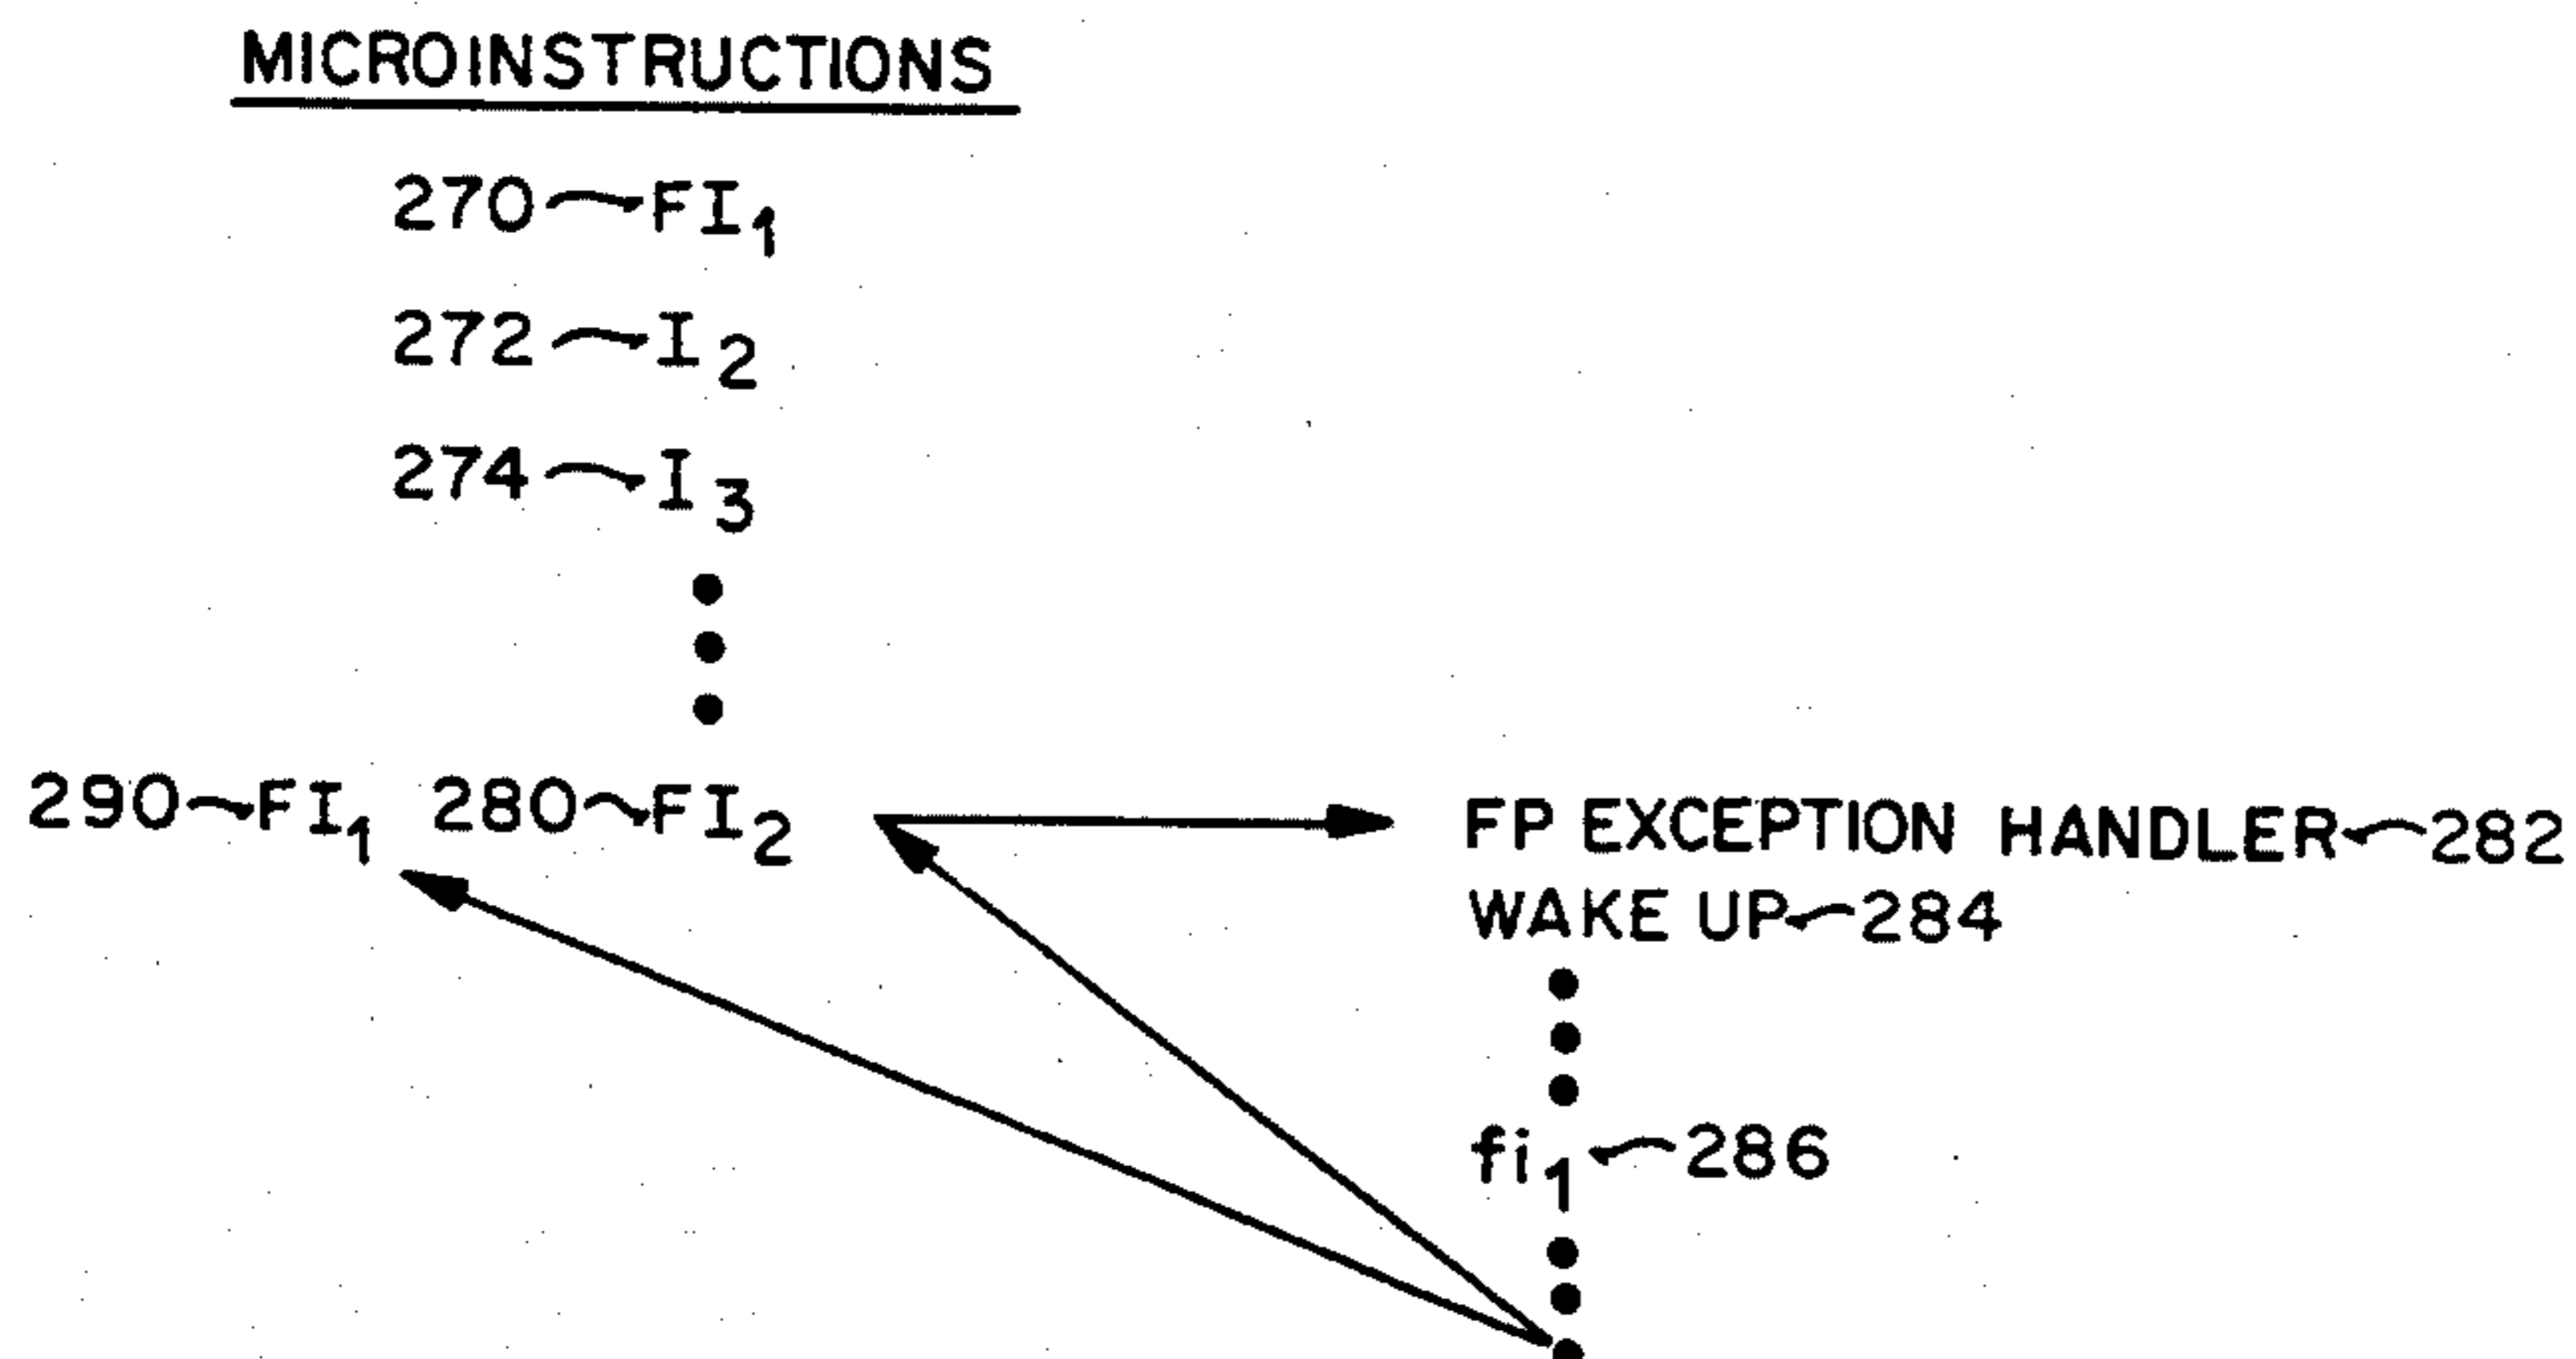 MICROINSTRUCTIONS
270 FI1
272 I2
274 I3
290 FI1 280 FI2 FP EXCEPTION HANDLER 282
WAKE UP 284
fi1 286